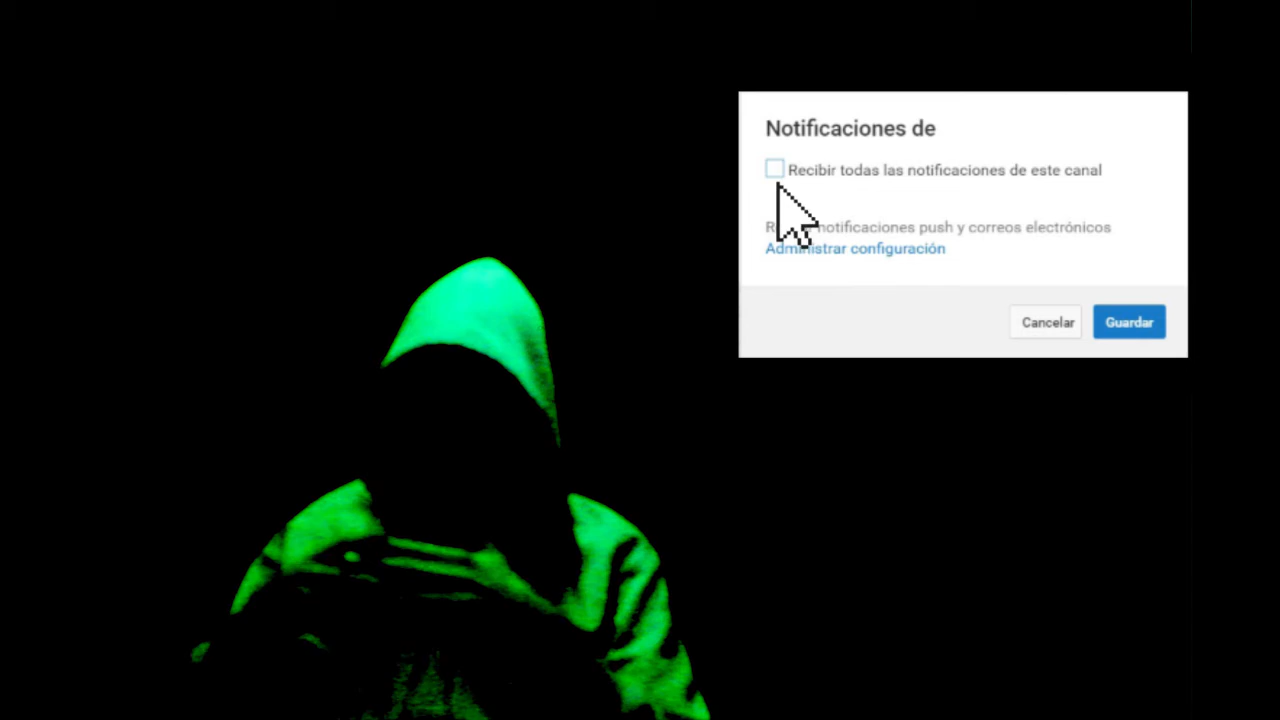 Notificaciones de
Recibir todas las notificaciones de este canal
notificaciones push y correos electrónicos
Administrar configuración
Cancelar
Guardar